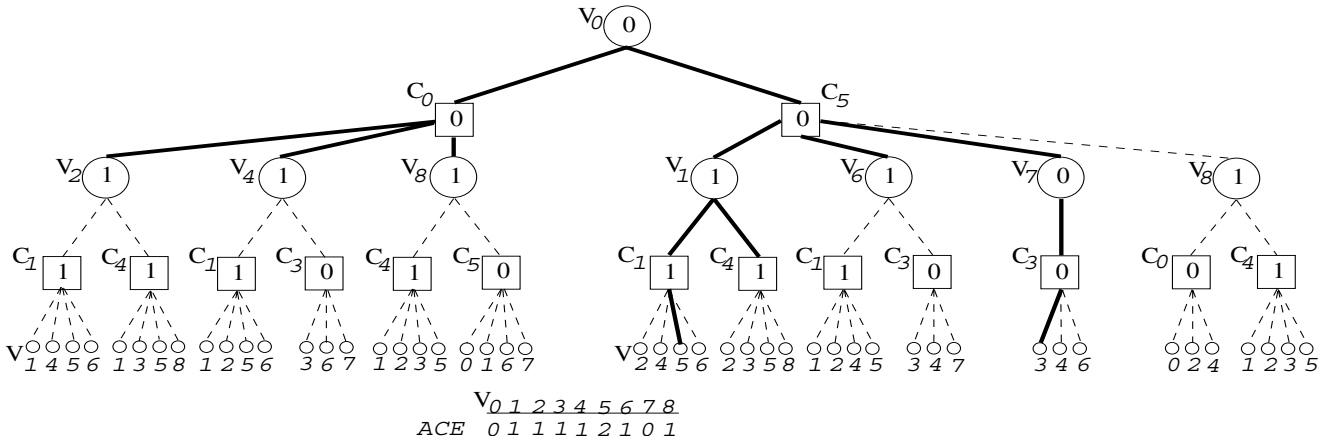 V0 0
C0 C5
0 0
V2 1 V4 1 V8 1 V1 1 V6 1 V7 0 V8 1
C1 1 C4 1 C1 1 C3 0 C4 1 C5 0 C1 1 C4 1 C1 1 C3 0 C3 0 C0 0 C4 1
V 1 4 5 6 1 3 5 8 1 2 5 6 3 6 7 1 2 3 5 0 1 6 7 V 2 4 5 6 2 3 5 8 1 2 4 5 3 4 7 3 4 6 0 2 4 1 2 3 5
V0 1 2 3 4 5 6 7 8
ACE 0 1 1 1 1 2 1 0 1